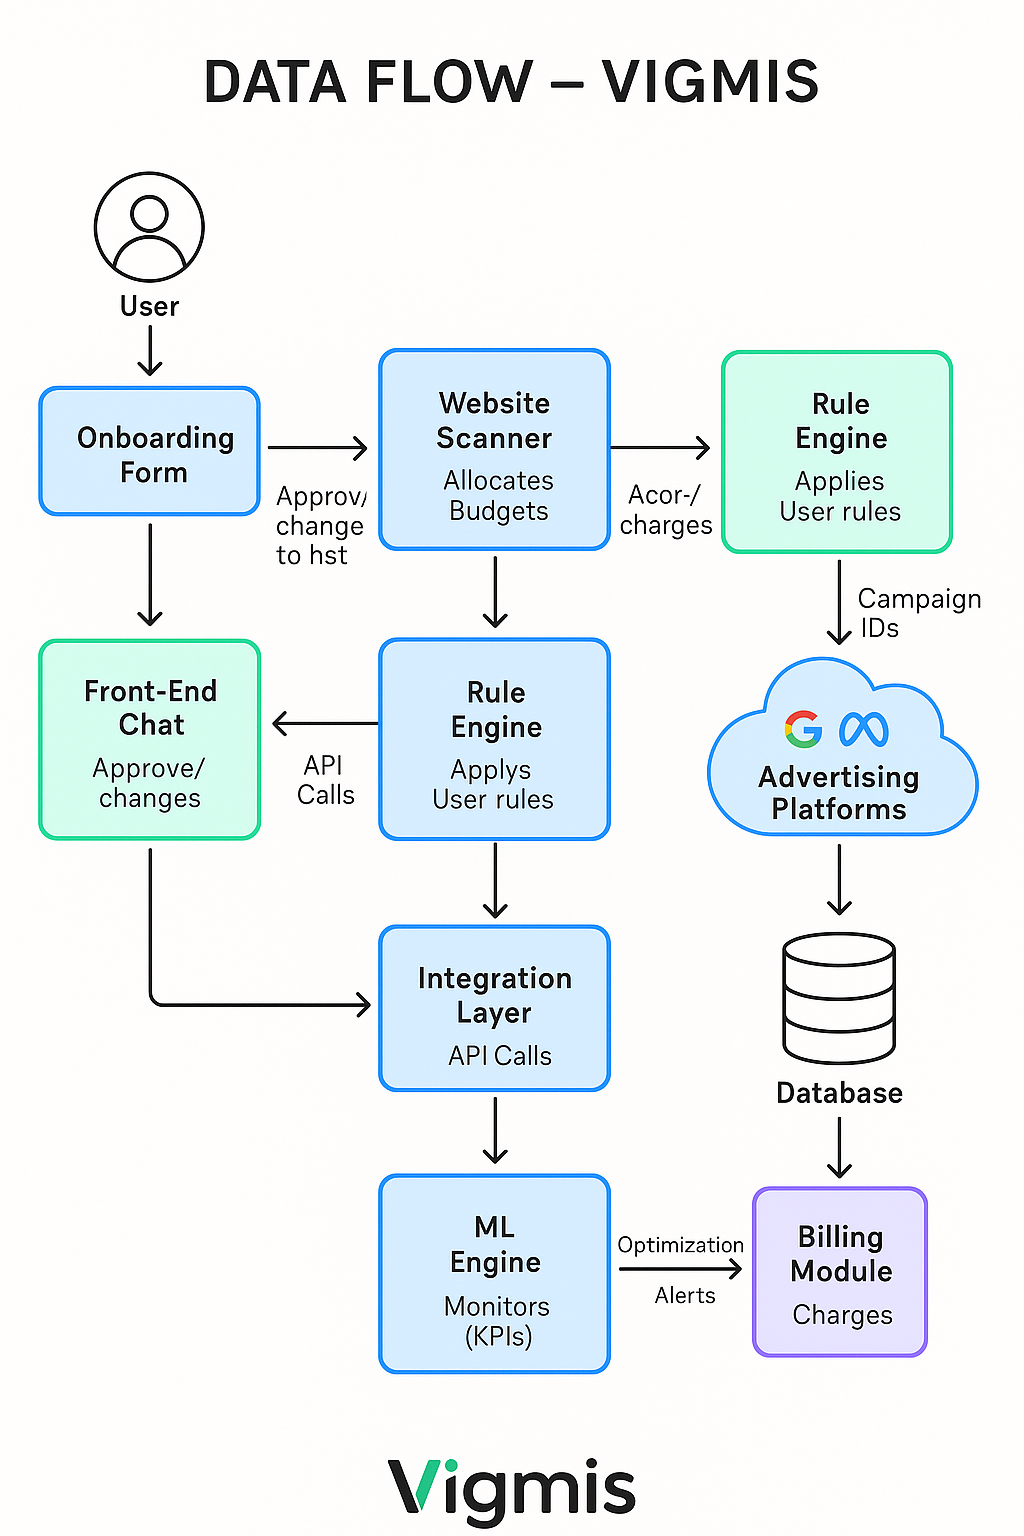 DATA FLOW – VIGMIS
User
Onboarding
Form
Approv/
change
to hst
Website
Scanner
Allocates
Budgets
Acor-/
charges
Rule
Engine
Applies
User rules
Campaign
IDs
Front-End
Chat
Approve/
changes
API
Calls
Rule
Engine
Applys
User rules
Advertising
Platforms
Integration
Layer
API Calls
Database
ML
Engine
Monitors
(KPIs)
Optimization
Alerts
Billing
Module
Charges
Vigmis